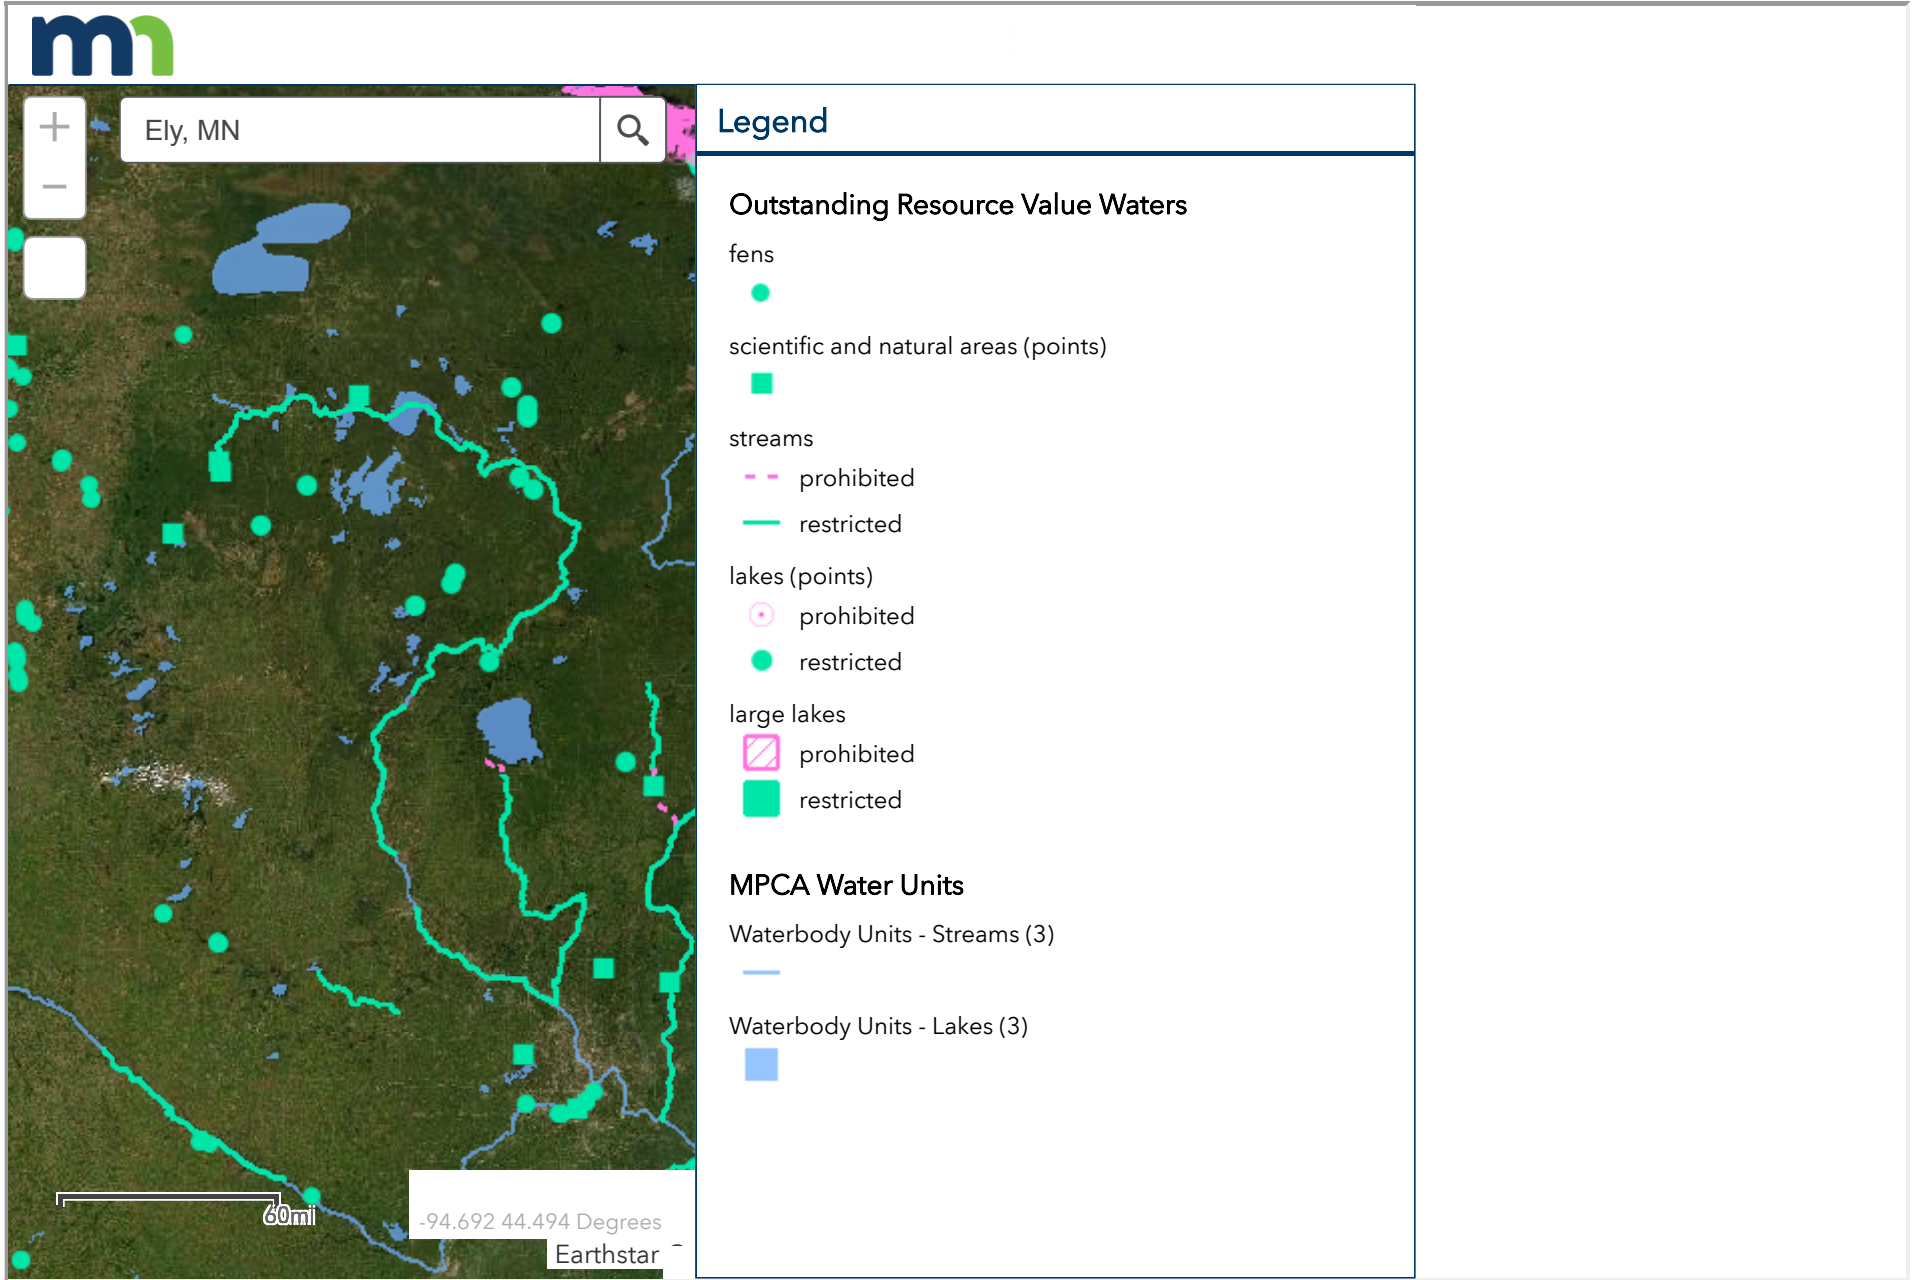 mn
Ely, MN
Legend
Outstanding Resource Value Waters
fens
scientific and natural areas (points)
streams
prohibited
restricted
lakes (points)
prohibited
restricted
large lakes
prohibited
restricted
MPCA Water Units
Waterbody Units - Streams (3)
Waterbody Units - Lakes (3)
60mi
-94.692 44.494 Degrees
Earthstar